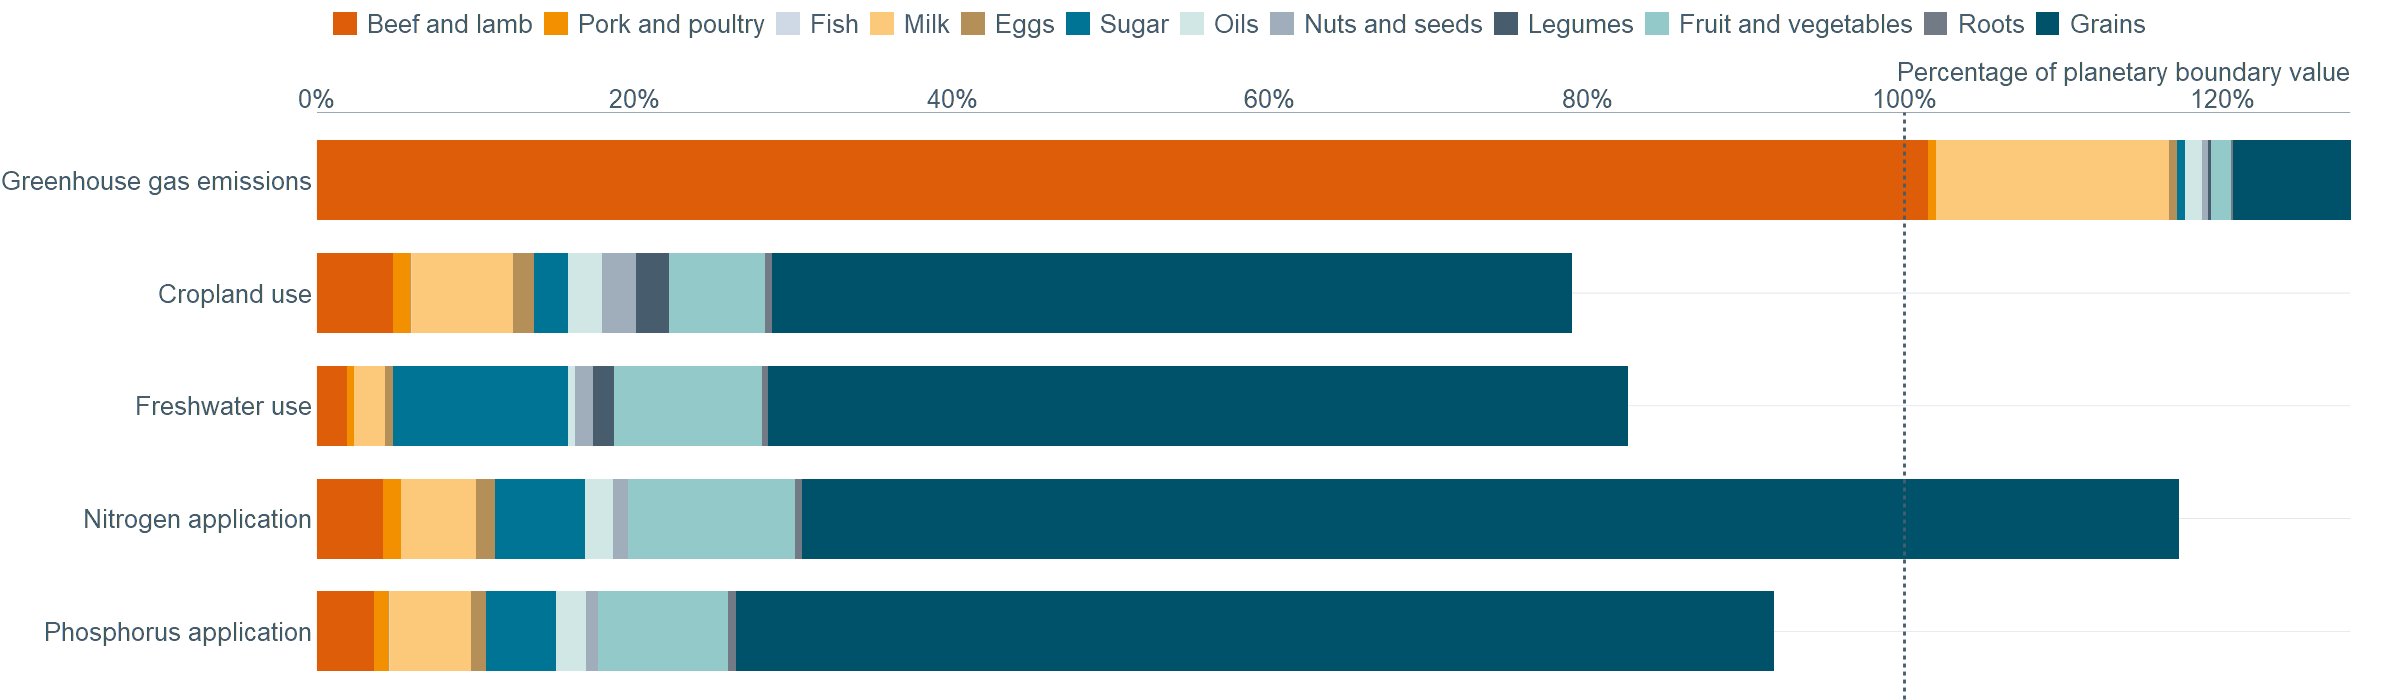 Beef and lamb Pork and poultry Fish Milk Eggs Sugar Oils Nuts and seeds Legumes Fruit and vegetables Roots Grains
Percentage of planetary boundary value
0% 20% 40% 60% 80% 100% 120%
Greenhouse gas emissions
Cropland use
Freshwater use
Nitrogen application
Phosphorus application